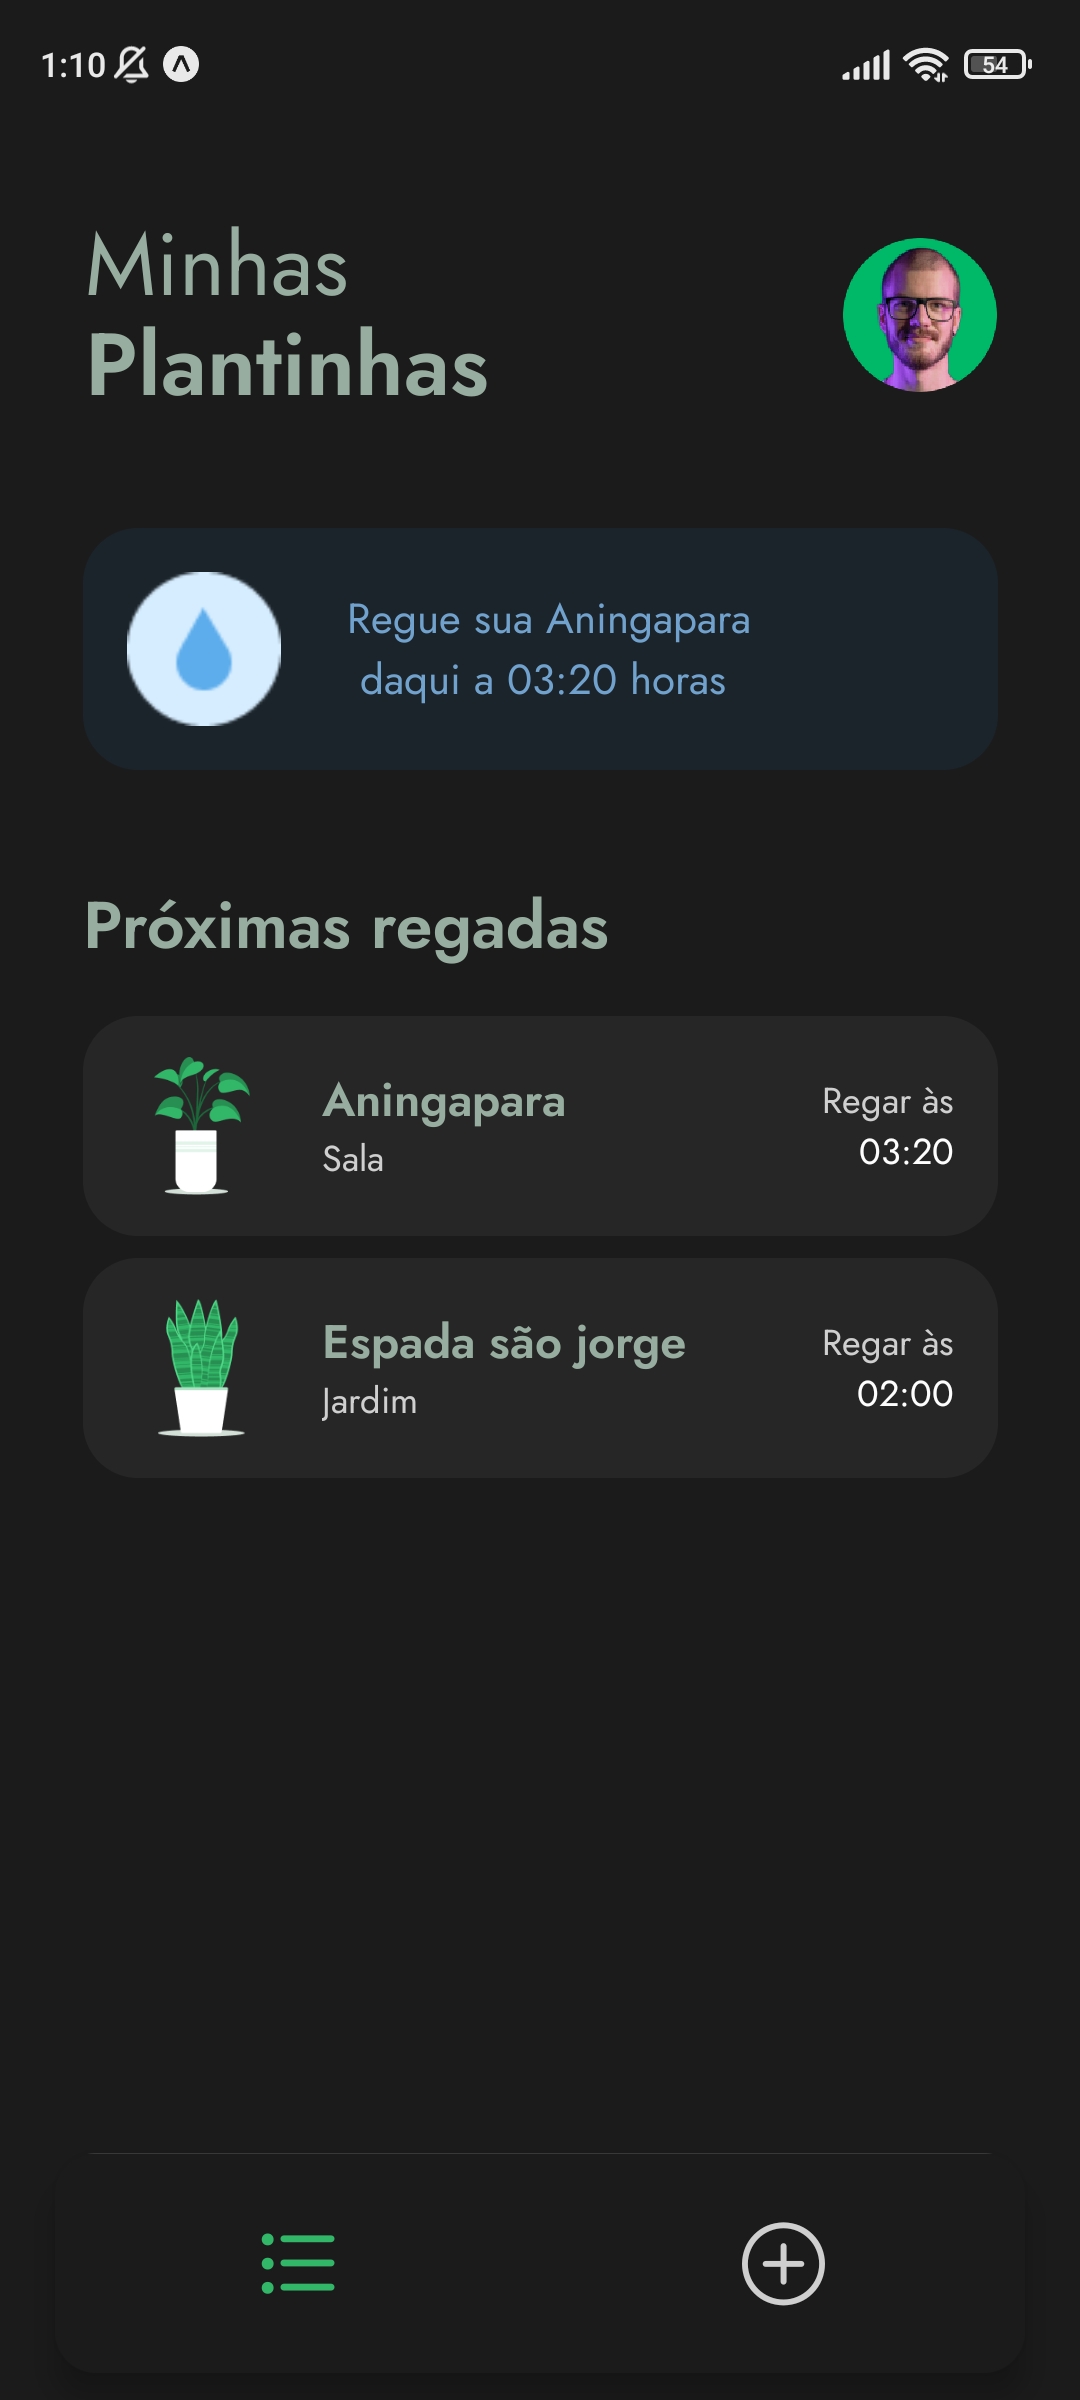 1:10
54
Minhas
Plantinhas
Regue sua Aningapara
daqui a 03:20 horas
Próximas regadas
Aningapara
Sala
Regar às
03:20
Espada são jorge
Jardim
Regar às
02:00